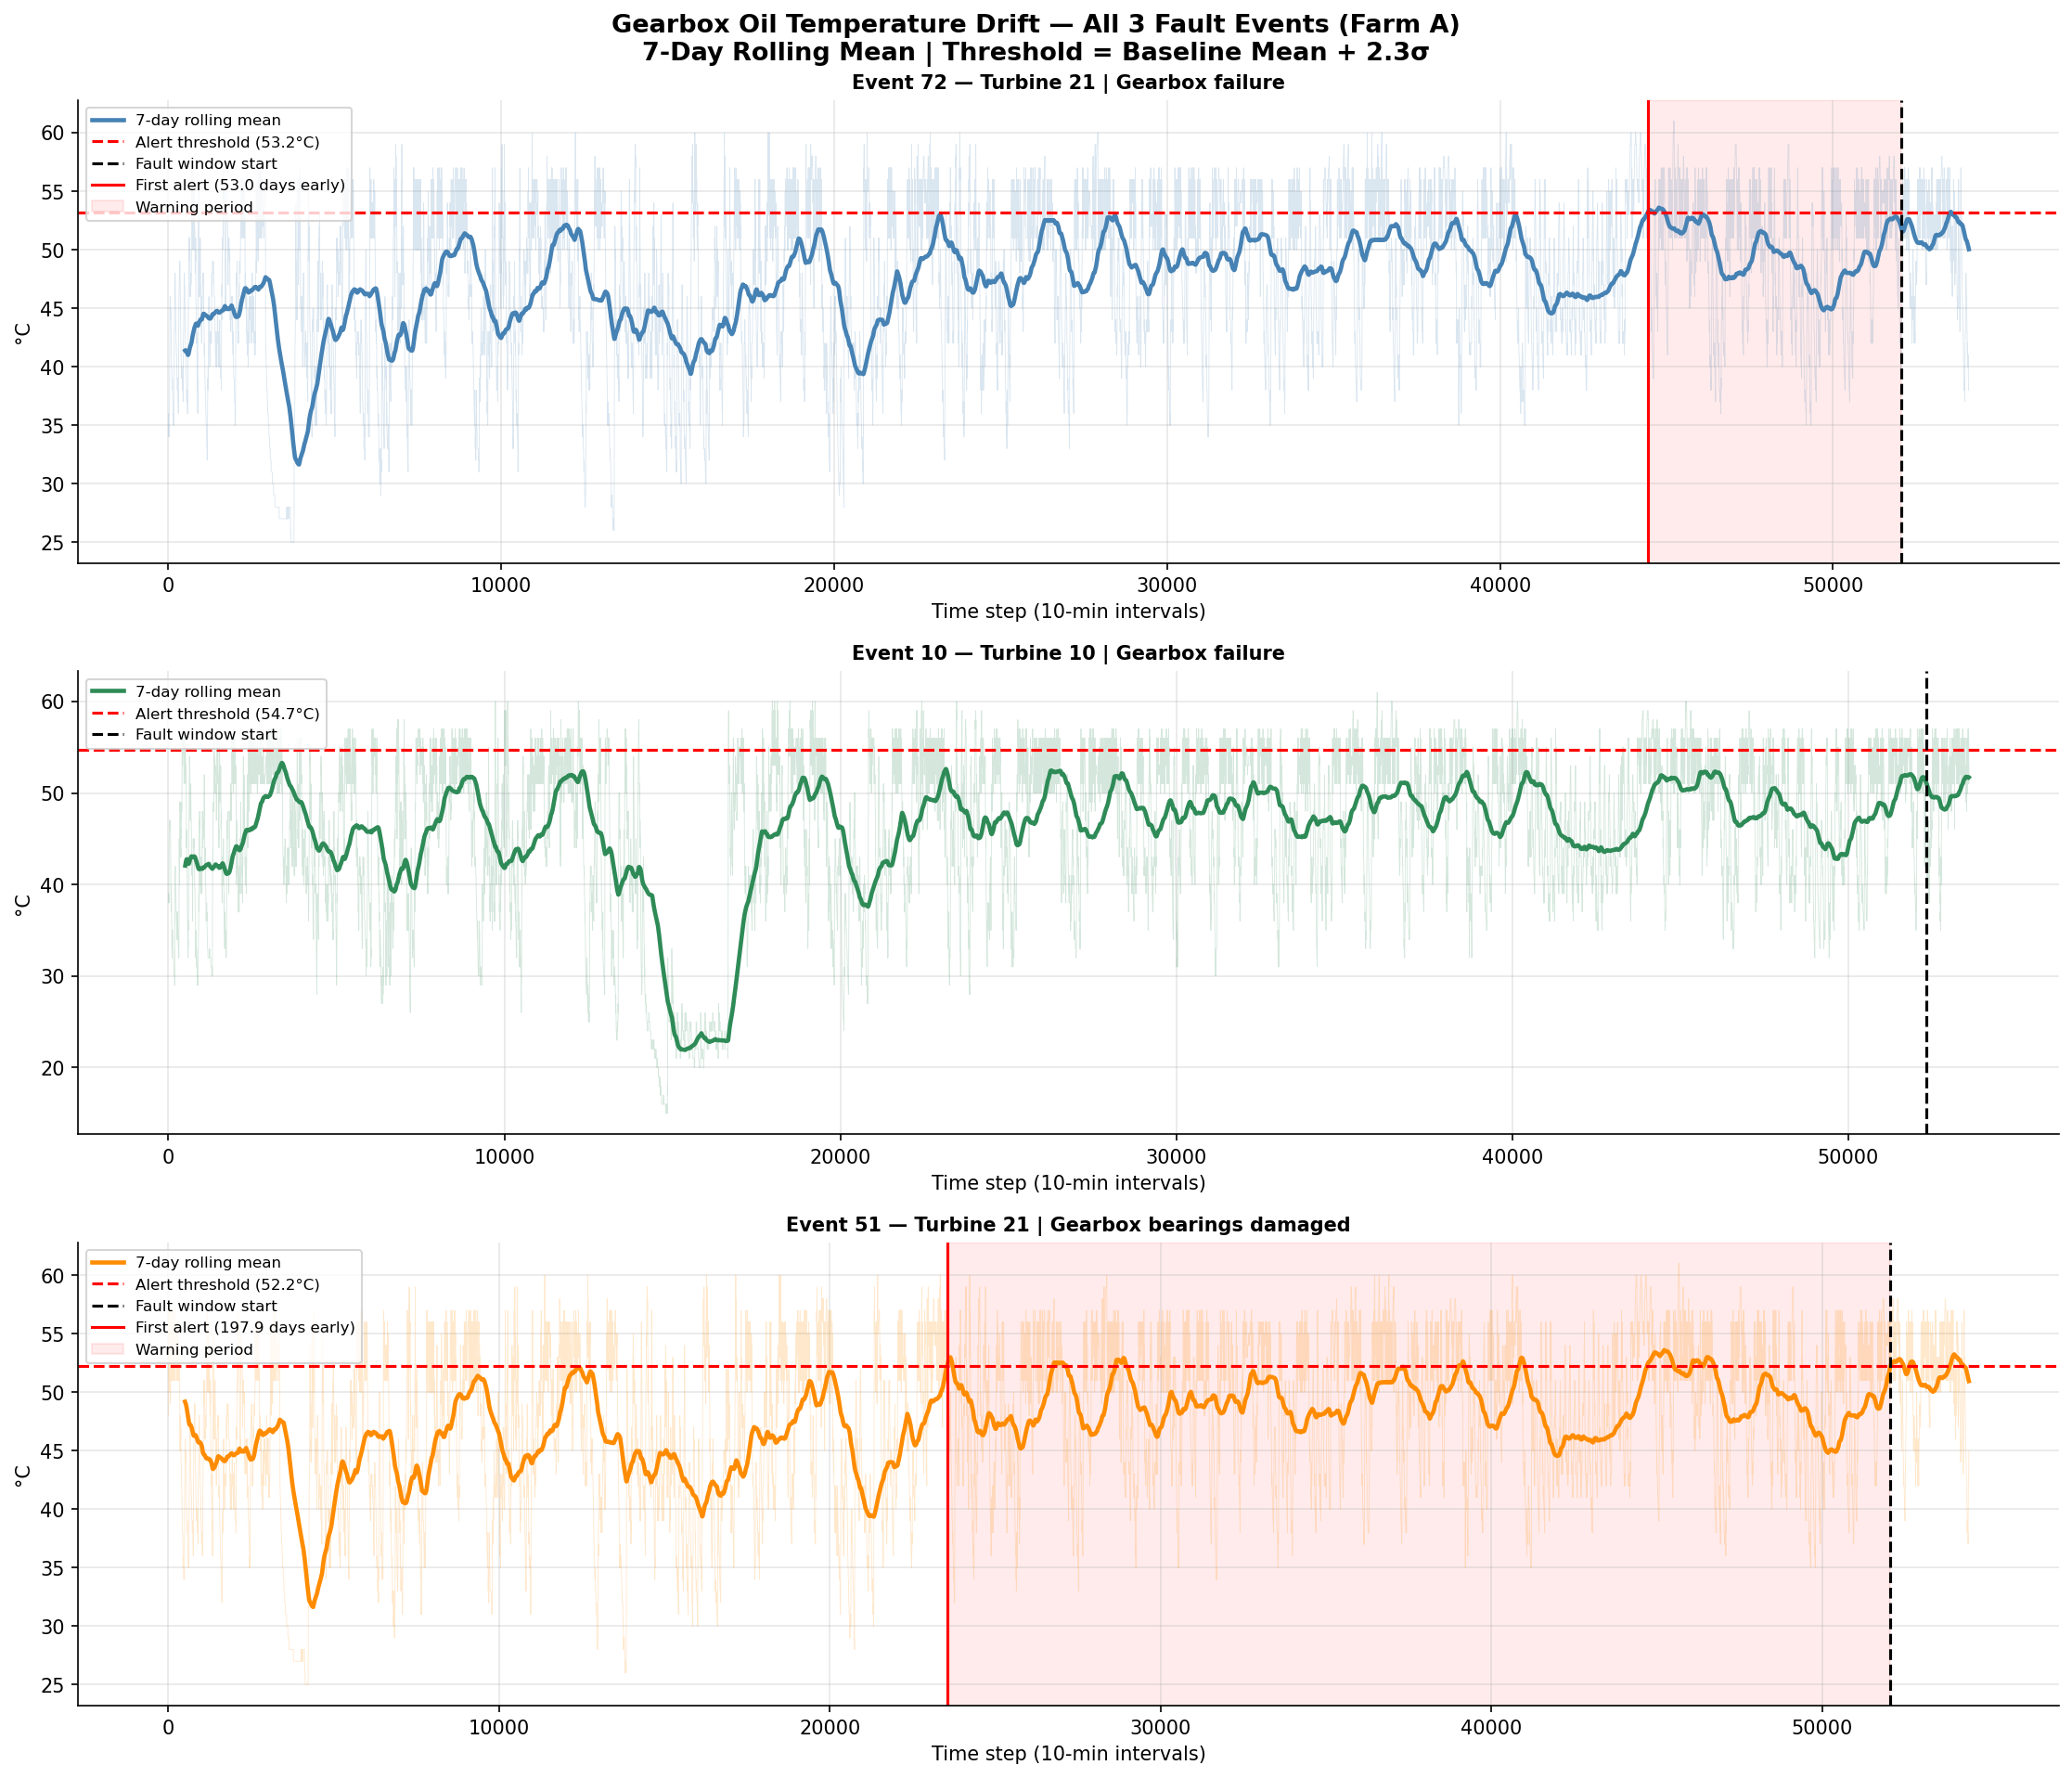 Gearbox Oil Temperature Drift — All 3 Fault Events (Farm A)
7-Day Rolling Mean | Threshold = Baseline Mean + 2.3σ
Event 72 — Turbine 21 | Gearbox failure
7-day rolling mean
Alert threshold (53.2°C)
Fault window start
First alert (53.0 days early)
Warning period
°C
60
55
50
45
40
35
30
25
0 10000 20000 30000 40000 50000
Time step (10-min intervals)
Event 10 — Turbine 10 | Gearbox failure
7-day rolling mean
Alert threshold (54.7°C)
Fault window start
°C
60
50
40
30
20
0 10000 20000 30000 40000 50000
Time step (10-min intervals)
Event 51 — Turbine 21 | Gearbox bearings damaged
7-day rolling mean
Alert threshold (52.2°C)
Fault window start
First alert (197.9 days early)
Warning period
°C
60
55
50
45
40
35
30
25
0 10000 20000 30000 40000 50000
Time step (10-min intervals)